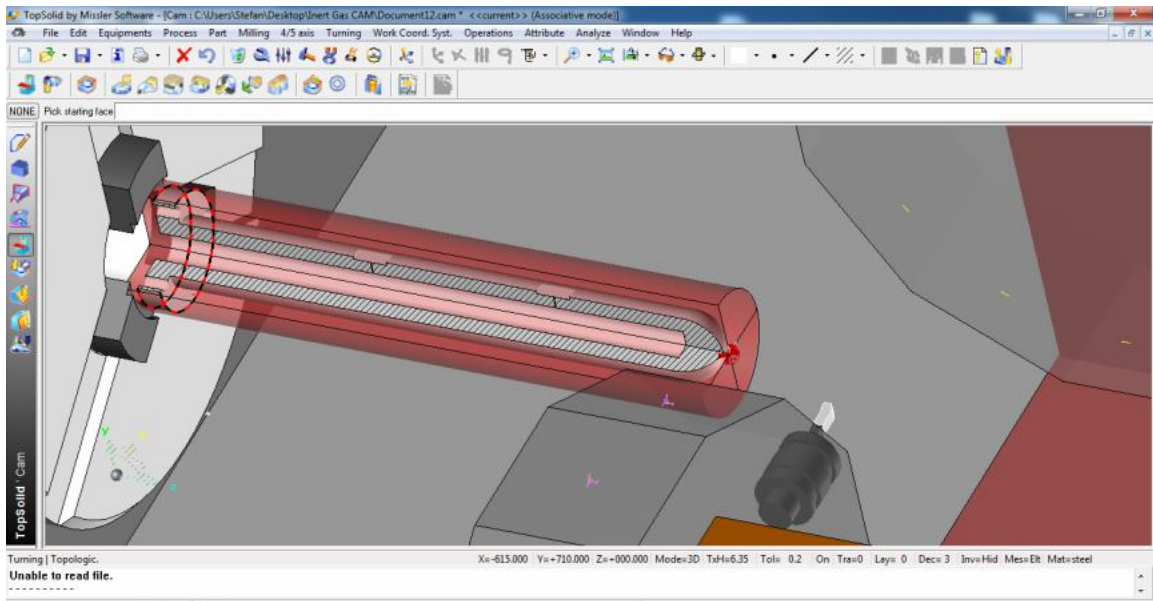 TopSolid by Missler Software - [Cam : C:\Users\Stefan\Desktop\Inert Gas CAM\Document12.cam * <<current>> (Associative mode)]
File Edit Equipments Process Part Milling 4/5 axis Turning Work Coord. Syst. Operations Attribute Analyze Window Help
NONE Pick starting face
TopSolid'Cam
Turning | Topologic. X=-615.000 Y=+710.000 Z=+000.000 Mode=3D TxH=6.35 Tol= 0.2 On Tra=0 Lay= 0 Dec= 3 Inv=Hid Mes=Elt Mat=steel
Unable to read file.
----------